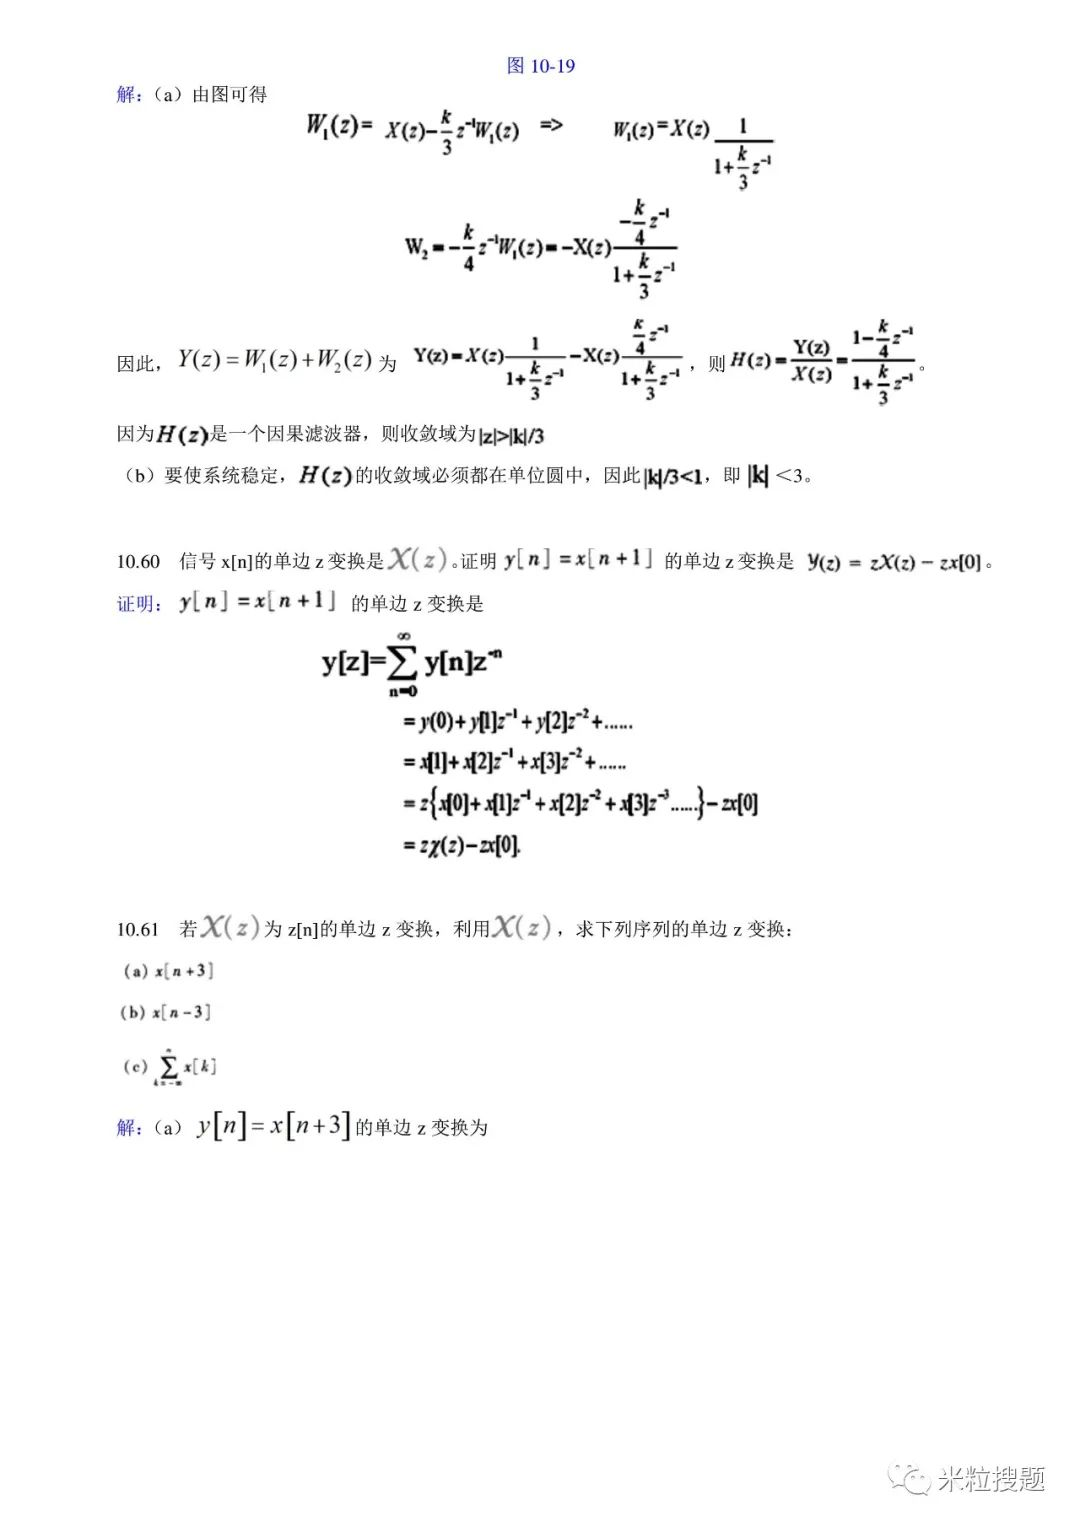 图 10-19
解：（a）由图可得
W₁(z)= X(z)−k/3 z⁻¹W₁(z) => W₁(z)=X(z) 1/(1+k/3 z⁻¹)
W₂=−k/4 z⁻¹W₁(z)=−X(z) (−k/4 z⁻¹)/(1+k/3 z⁻¹)
因此，Y(z)=W₁(z)+W₂(z) 为 Y(z)=X(z) 1/(1+k/3 z⁻¹)−X(z) (k/4 z⁻¹)/(1+k/3 z⁻¹)，则 H(z)=Y(z)/X(z)=(1−k/4 z⁻¹)/(1+k/3 z⁻¹)。
因为H(z)是一个因果滤波器，则收敛域为|z|>|k|/3
（b）要使系统稳定，H(z)的收敛域必须都在单位圆中，因此|k|/3<1，即 |k| ＜3。
10.60 信号 x[n]的单边 z 变换是X(z)。证明 y[n]=x[n+1] 的单边 z 变换是 Y(z) = zX(z) − zx[0]。
证明：y[n]=x[n+1] 的单边 z 变换是
y[z]=∑_{n=0}^{∞} y[n]z⁻ⁿ
=y(0)+y[1]z⁻¹+y[2]z⁻²+......
=x[1]+x[2]z⁻¹+x[3]z⁻²+......
=z{x[0]+x[1]z⁻¹+x[2]z⁻²+x[3]z⁻³......}−zx[0]
=zχ(z)−zx[0].
10.61 若X(z)为 z[n]的单边 z 变换，利用X(z)，求下列序列的单边 z 变换：
(a) x[n+3]
(b) x[n−3]
(c) ∑_{k=−∞}^{n} x[k]
解：（a）y[n]=x[n+3]的单边 z 变换为
米粒搜题